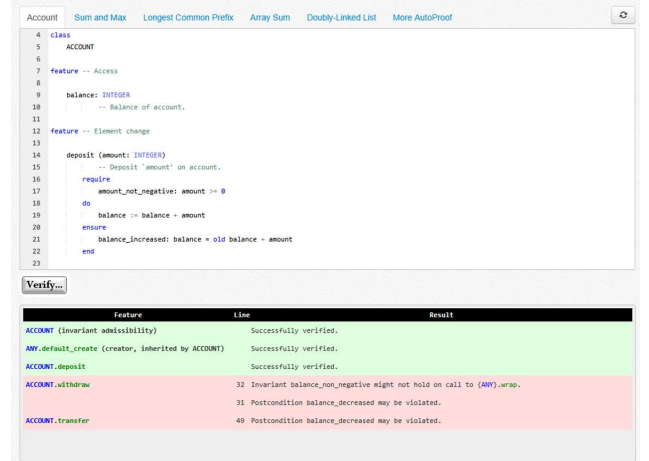 Account Sum and Max Longest Common Prefix Array Sum Doubly-Linked List More AutoProof
4 class
5 ACCOUNT
6
7 feature -- Access
8
9 balance: INTEGER
10 -- Balance of account.
11
12 feature -- Element change
13
14 deposit (amount: INTEGER)
15 -- Deposit `amount' on account.
16 require
17 amount_not_negative: amount >= 0
18 do
19 balance := balance + amount
20 ensure
21 balance_increased: balance = old balance + amount
22 end
23
Verify...
Feature Line Result
ACCOUNT (invariant admissibility) Successfully verified.
ANY.default_create (creator, inherited by ACCOUNT) Successfully verified.
ACCOUNT.deposit Successfully verified.
ACCOUNT.withdraw 32 Invariant balance_non_negative might not hold on call to {ANY}.wrap.
31 Postcondition balance_decreased may be violated.
ACCOUNT.transfer 49 Postcondition balance_decreased may be violated.